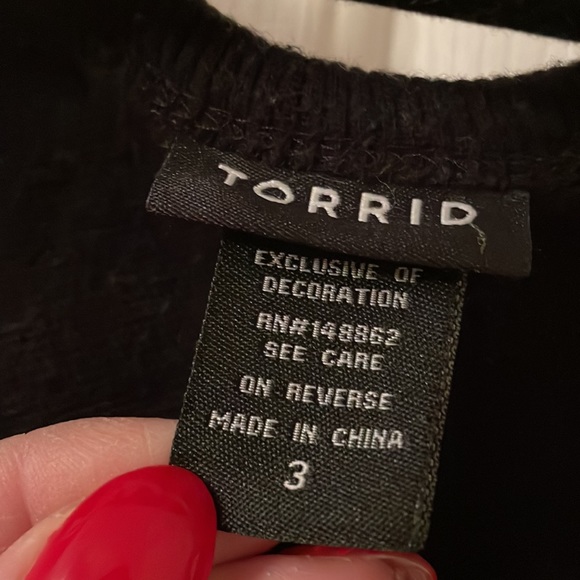 TORRID
EXCLUSIVE OF
DECORATION
RN#148862
SEE CARE
ON REVERSE
MADE IN CHINA
3